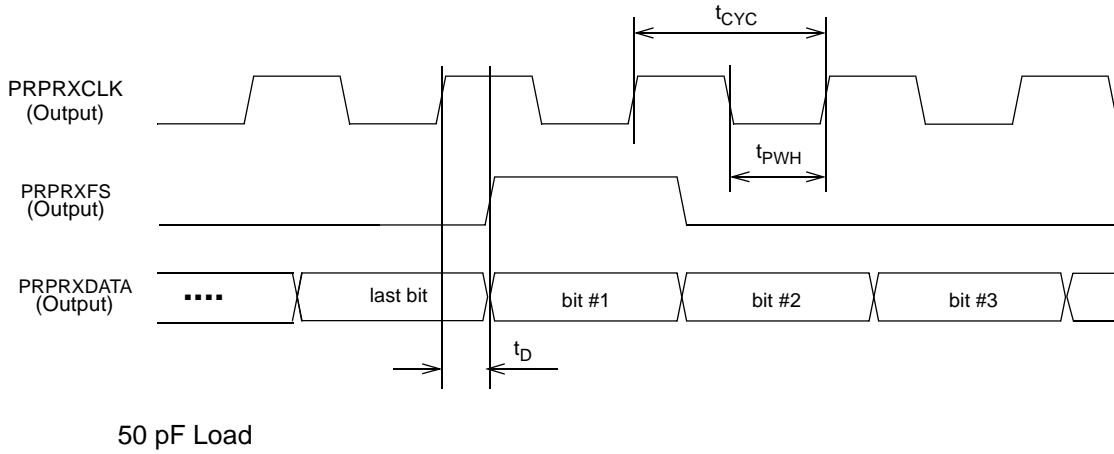 tCYC
PRPRXCLK
(Output)
tPWH
PRPRXFS
(Output)
PRPRXDATA
(Output)
....
last bit
bit #1
bit #2
bit #3
tD
50 pF Load